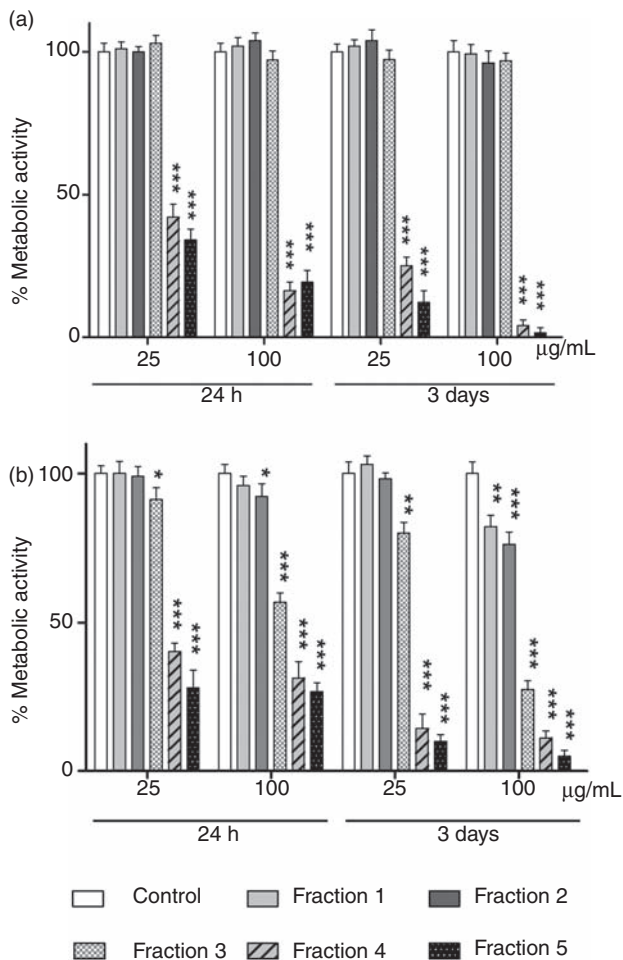 (a)
% Metabolic activity
100
50
0
***
***
***
***
***
***
***
***
25
100
25
100
µg/mL
24 h
3 days
(b)
% Metabolic activity
100
50
0
*
***
***
*
***
***
***
**
***
***
**
***
***
***
***
25
100
25
100
µg/mL
24 h
3 days
Control
Fraction 1
Fraction 2
Fraction 3
Fraction 4
Fraction 5